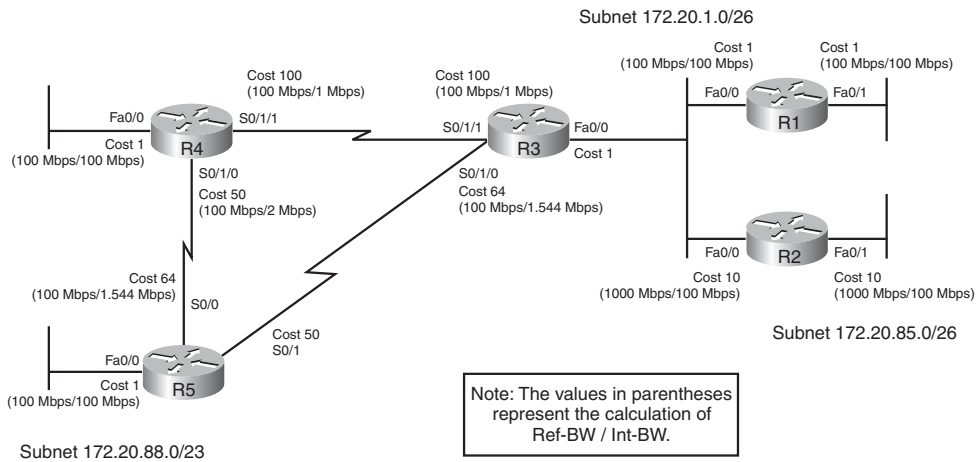 Subnet 172.20.1.0/26
Cost 1
(100 Mbps/100 Mbps)
Cost 1
(100 Mbps/100 Mbps)
Fa0/0
Fa0/1
R1
Cost 100
(100 Mbps/1 Mbps)
Cost 100
(100 Mbps/1 Mbps)
Fa0/0
S0/1/1
S0/1/1
Fa0/0
R4
R3
Cost 1
(100 Mbps/100 Mbps)
Cost 1
S0/1/0
Cost 50
(100 Mbps/2 Mbps)
S0/1/0
Cost 64
(100 Mbps/1.544 Mbps)
Fa0/0
Fa0/1
R2
Cost 10
(1000 Mbps/100 Mbps)
Cost 10
(1000 Mbps/100 Mbps)
Subnet 172.20.85.0/26
Cost 64
(100 Mbps/1.544 Mbps)
S0/0
Cost 50
S0/1
Fa0/0
R5
Cost 1
(100 Mbps/100 Mbps)
Subnet 172.20.88.0/23
Note: The values in parentheses
represent the calculation of
Ref-BW / Int-BW.